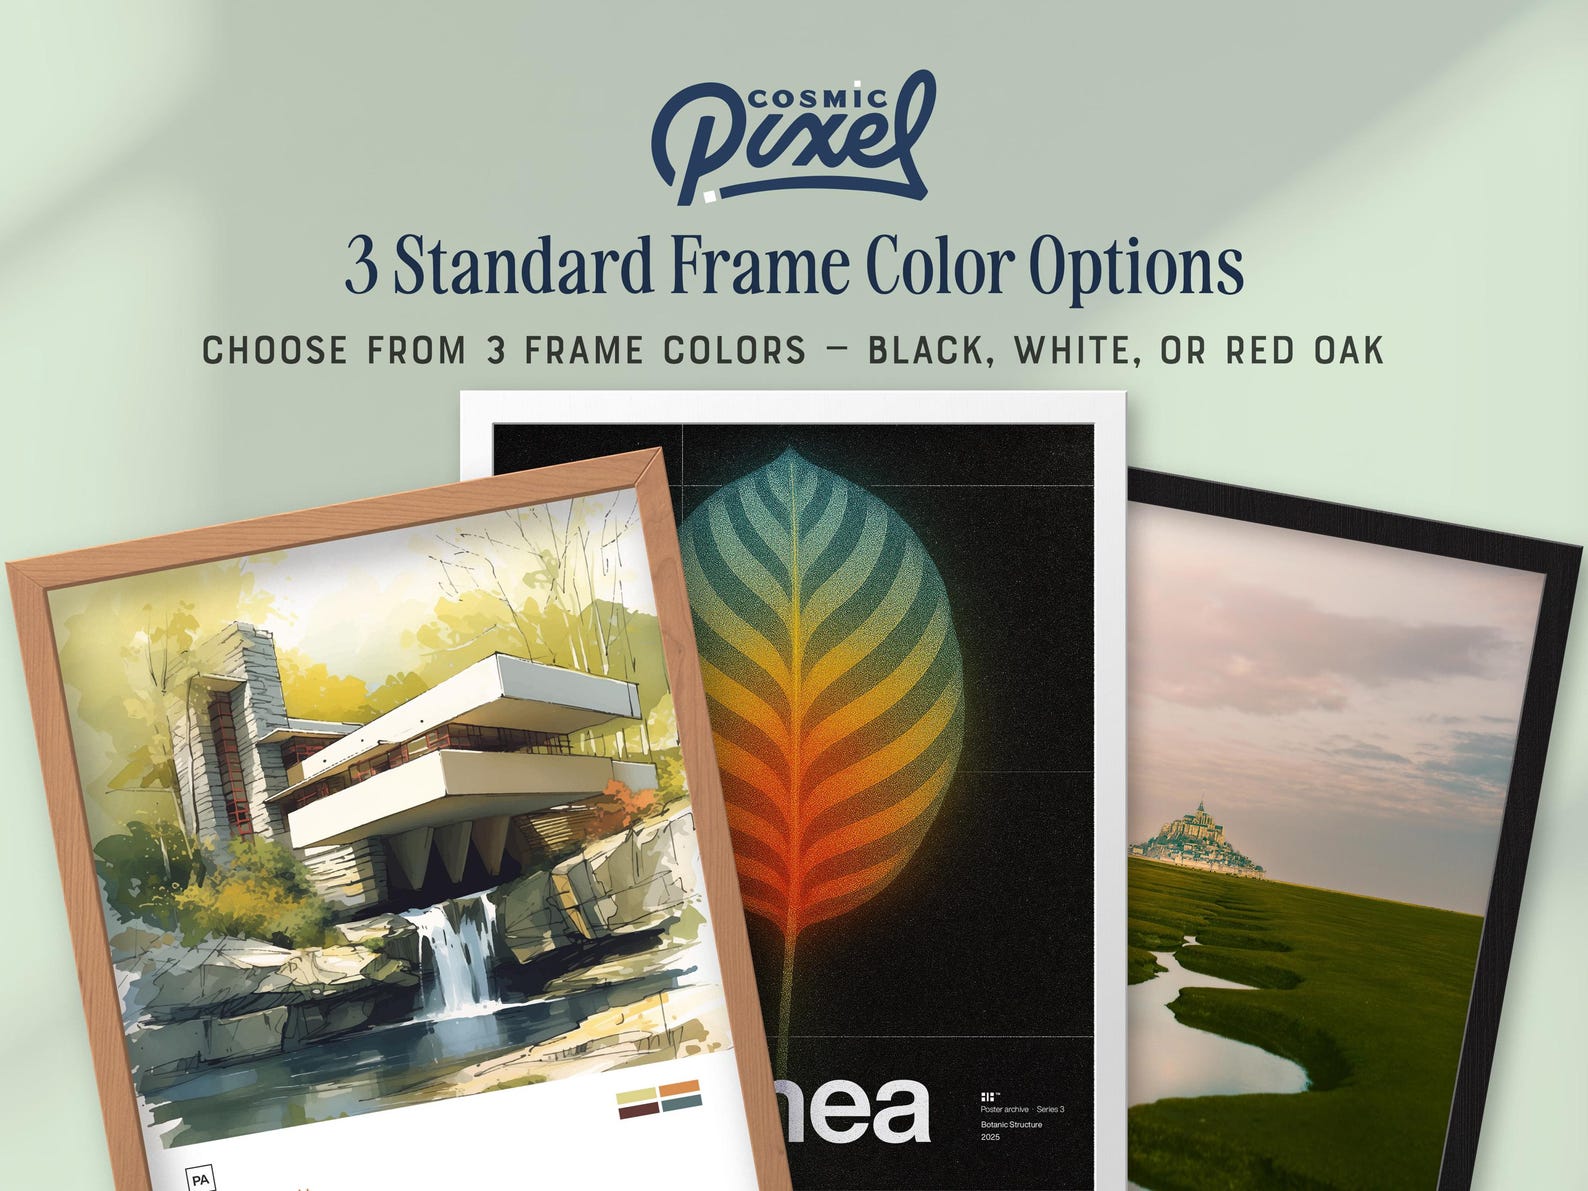 COSMIC
Pixel
3 Standard Frame Color Options
CHOOSE FROM 3 FRAME COLORS – BLACK, WHITE, OR RED OAK
nea
Poster archive · Series 3
Botanic Structure
2025
PA